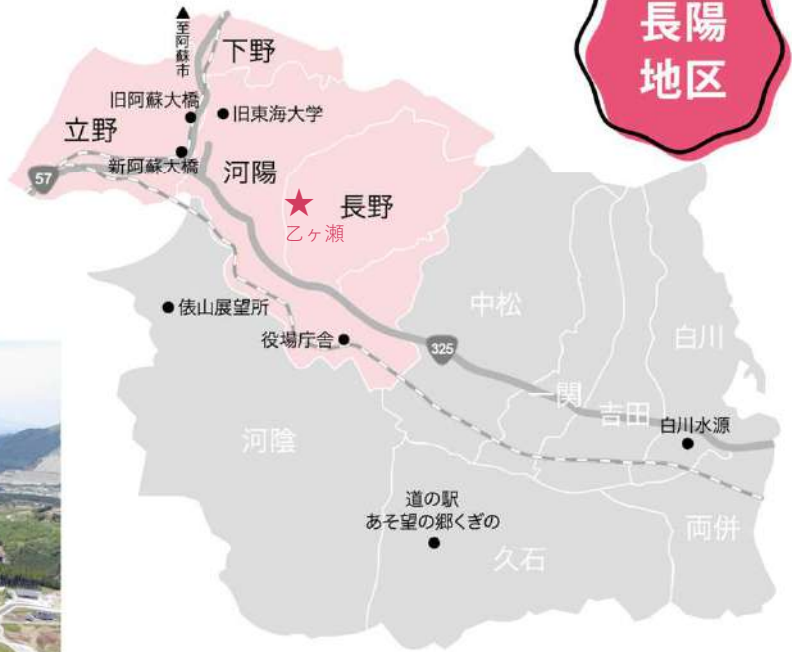 長陽
地区
▲至阿蘇市
下野
旧阿蘇大橋
旧東海大学
立野
新阿蘇大橋
河陽
57
長野
乙ヶ瀬
中松
俵山展望所
白川
役場庁舎
325
一関
吉田
白川水源
河陰
道の駅
あそ望の郷くぎの
両併
久石